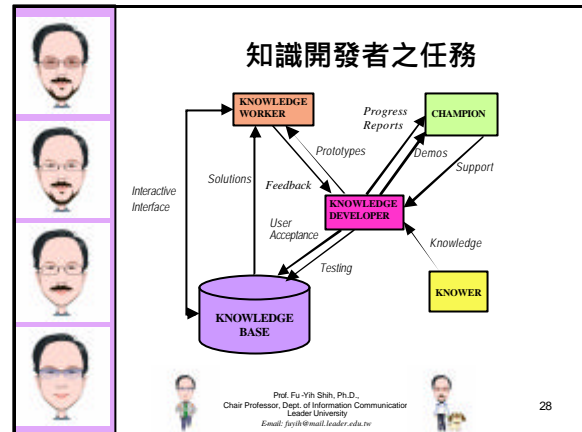 知識開發者之任務
KNOWLEDGE
WORKER
Progress
Reports
CHAMPION
Prototypes
Demos
Support
Solutions
Feedback
Interactive
Interface
KNOWLEDGE
DEVELOPER
User
Acceptance
Knowledge
Testing
KNOWER
KNOWLEDGE
BASE
Prof. Fu-Yih Shih, Ph.D.,
Chair Professor, Dept. of Information Communication
Leader University
Email: fuyih@mail.leader.edu.tw
28